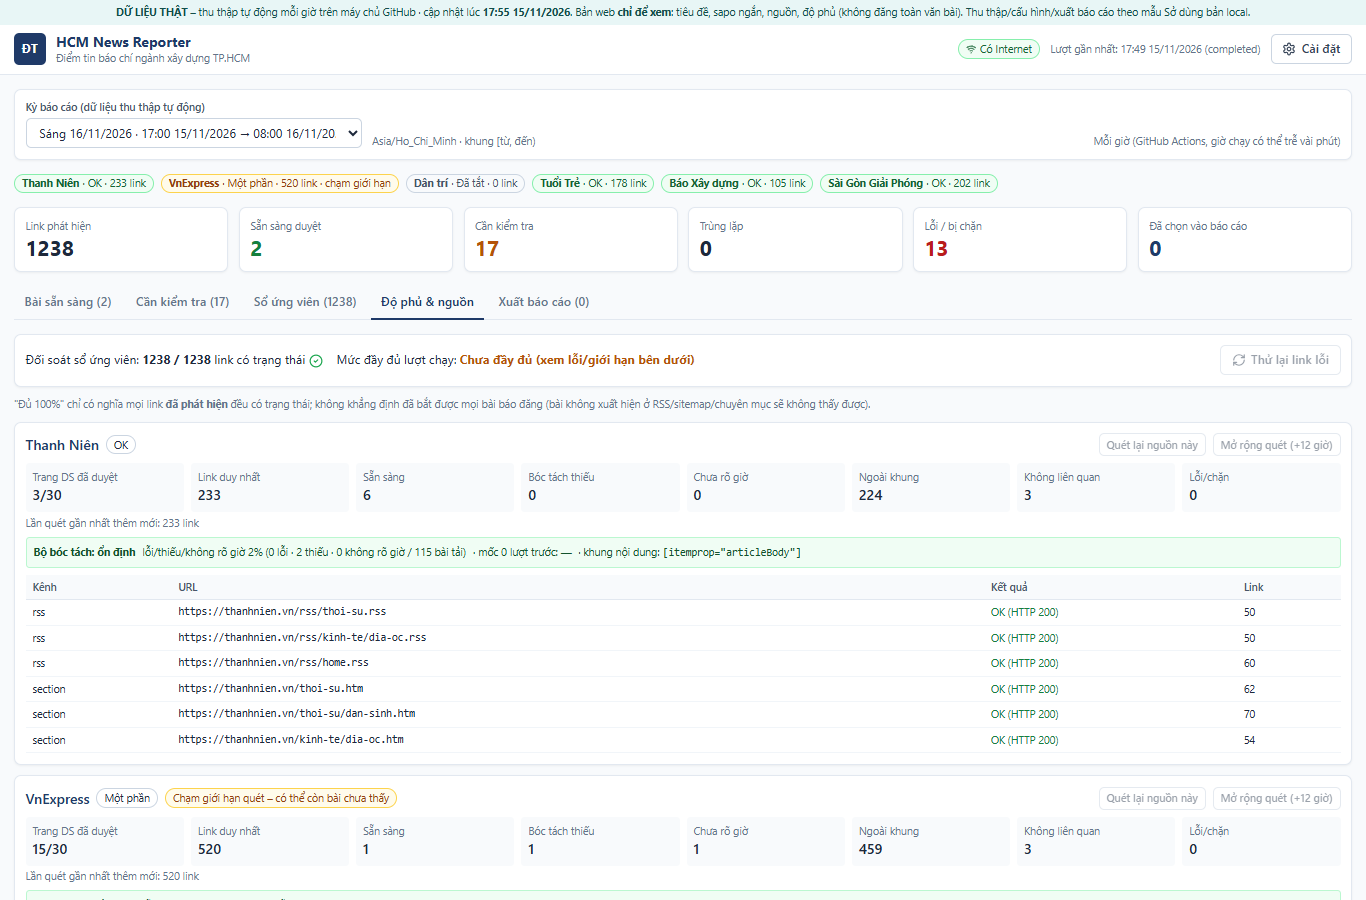 DỮ LIỆU THẬT – thu thập tự động mỗi giờ trên máy chủ GitHub · cập nhật lúc 17:55 15/11/2026. Bản web chỉ để xem: tiêu đề, sapo ngắn, nguồn, độ phủ (không đăng toàn văn bài). Thu thập/cấu hình/xuất báo cáo theo mẫu Sở dùng bản local.
ĐT
HCM News Reporter
Điểm tin báo chí ngành xây dựng TP.HCM
Có Internet
Lượt gần nhất: 17:49 15/11/2026 (completed)
Cài đặt
Kỳ báo cáo (dữ liệu thu thập tự động)
Sáng 16/11/2026 · 17:00 15/11/2026 → 08:00 16/11/20
Asia/Ho_Chi_Minh · khung [từ, đến)
Mỗi giờ (GitHub Actions, giờ chạy có thể trễ vài phút)
Thanh Niên · OK · 233 link
VnExpress · Một phần · 520 link · chạm giới hạn
Dân trí · Đã tắt · 0 link
Tuổi Trẻ · OK · 178 link
Báo Xây dựng · OK · 105 link
Sài Gòn Giải Phóng · OK · 202 link
Link phát hiện
1238
Sẵn sàng duyệt
2
Cần kiểm tra
17
Trùng lặp
0
Lỗi / bị chặn
13
Đã chọn vào báo cáo
0
Bài sẵn sàng (2)
Cần kiểm tra (17)
Sổ ứng viên (1238)
Độ phủ & nguồn
Xuất báo cáo (0)
Đối soát sổ ứng viên: 1238 / 1238 link có trạng thái
Mức đầy đủ lượt chạy: Chưa đầy đủ (xem lỗi/giới hạn bên dưới)
Thử lại link lỗi
"Đủ 100%" chỉ có nghĩa mọi link đã phát hiện đều có trạng thái; không khẳng định đã bắt được mọi bài báo đăng (bài không xuất hiện ở RSS/sitemap/chuyên mục sẽ không thấy được).
Thanh Niên
OK
Quét lại nguồn này
Mở rộng quét (+12 giờ)
Trang DS đã duyệt
3/30
Link duy nhất
233
Sẵn sàng
6
Bóc tách thiếu
0
Chưa rõ giờ
0
Ngoài khung
224
Không liên quan
3
Lỗi/chặn
0
Lần quét gần nhất thêm mới: 233 link
Bộ bóc tách: ổn định lỗi/thiếu/không rõ giờ 2% (0 lỗi · 2 thiếu · 0 không rõ giờ / 115 bài tải) · mốc 0 lượt trước: — · khung nội dung: [itemprop="articleBody"]
Kênh URL Kết quả Link
rss https://thanhnien.vn/rss/thoi-su.rss OK (HTTP 200) 50
rss https://thanhnien.vn/rss/kinh-te/dia-oc.rss OK (HTTP 200) 50
rss https://thanhnien.vn/rss/home.rss OK (HTTP 200) 60
section https://thanhnien.vn/thoi-su.htm OK (HTTP 200) 62
section https://thanhnien.vn/thoi-su/dan-sinh.htm OK (HTTP 200) 70
section https://thanhnien.vn/kinh-te/dia-oc.htm OK (HTTP 200) 54
VnExpress
Một phần
Chạm giới hạn quét – có thể còn bài chưa thấy
Quét lại nguồn này
Mở rộng quét (+12 giờ)
Trang DS đã duyệt
15/30
Link duy nhất
520
Sẵn sàng
1
Bóc tách thiếu
1
Chưa rõ giờ
1
Ngoài khung
459
Không liên quan
3
Lỗi/chặn
0
Lần quét gần nhất thêm mới: 520 link